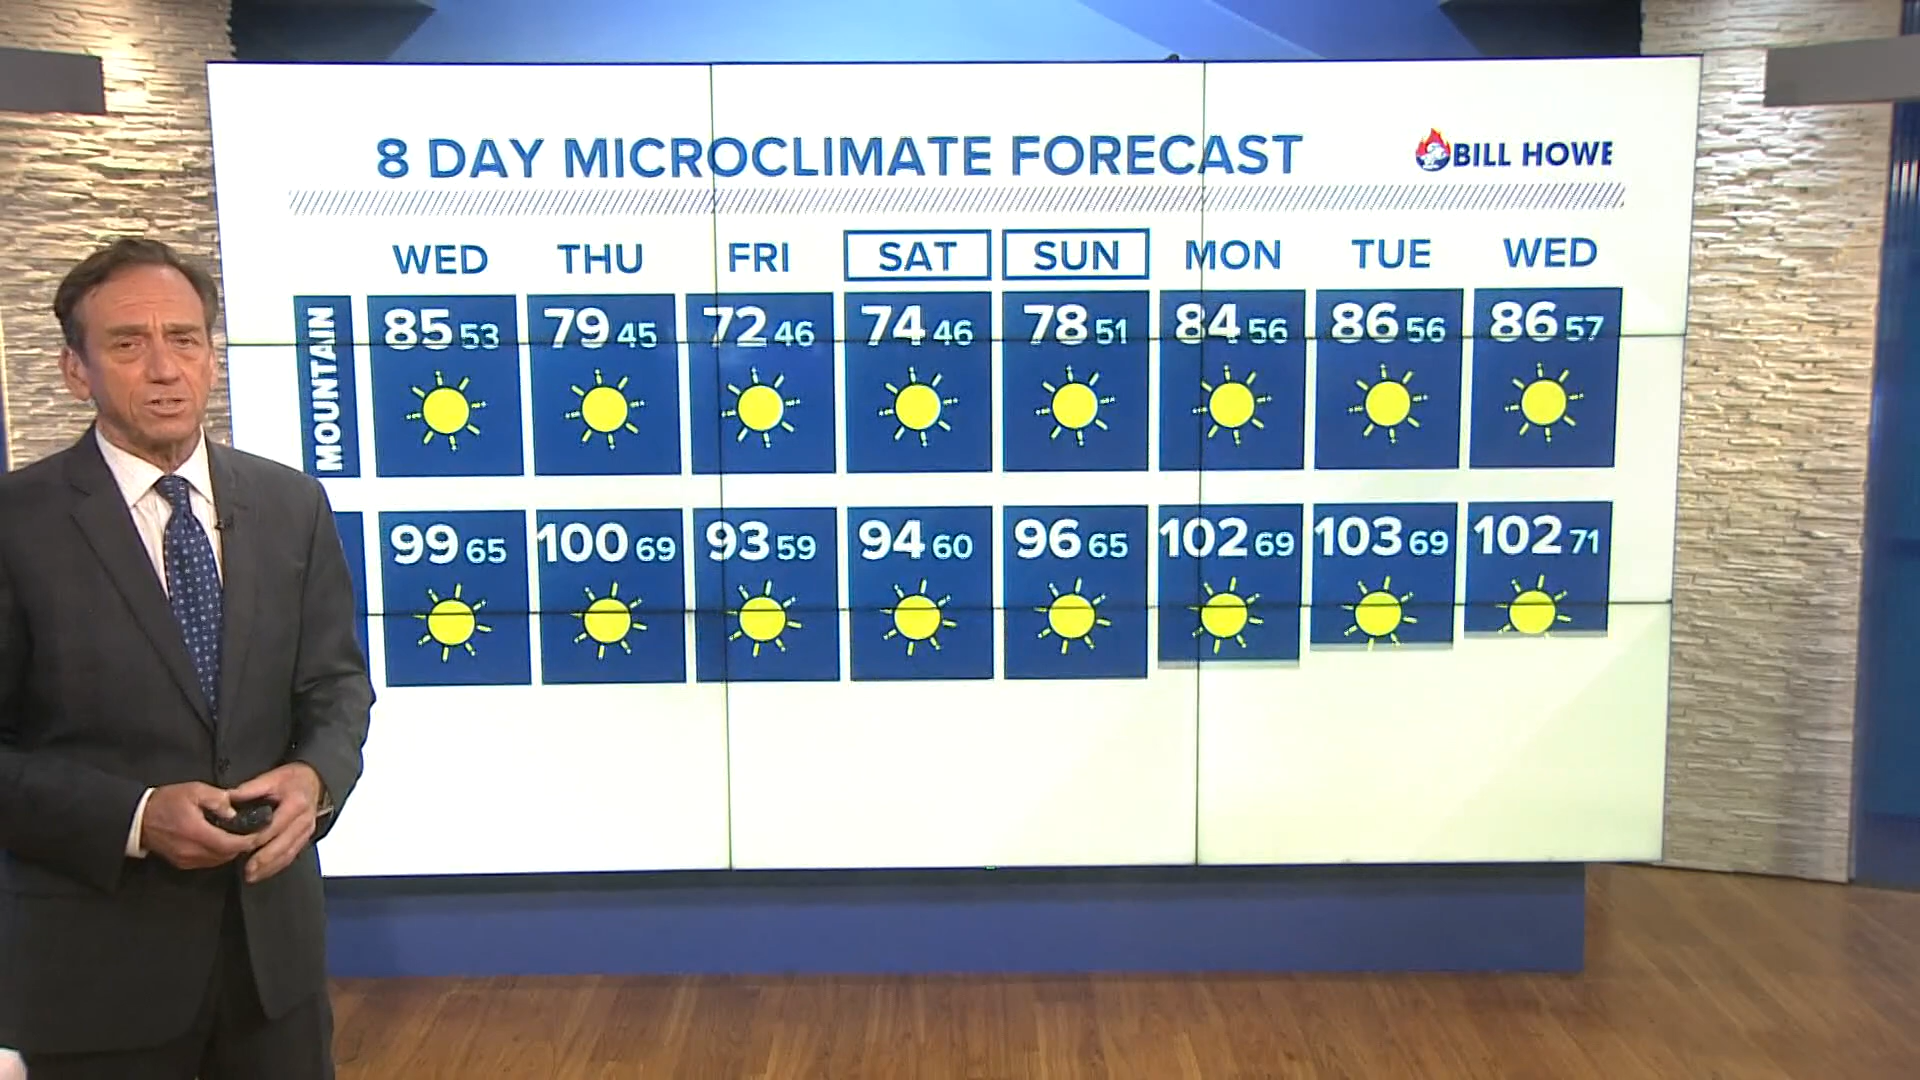 8 DAY MICROCLIMATE FORECAST
BILL HOWE
WED THU FRI SAT SUN MON TUE WED
MOUNTAIN
85 53 79 45 72 46 74 46 78 51 84 56 86 56 86 57
99 65 100 69 93 59 94 60 96 65 102 69 103 69 102 71